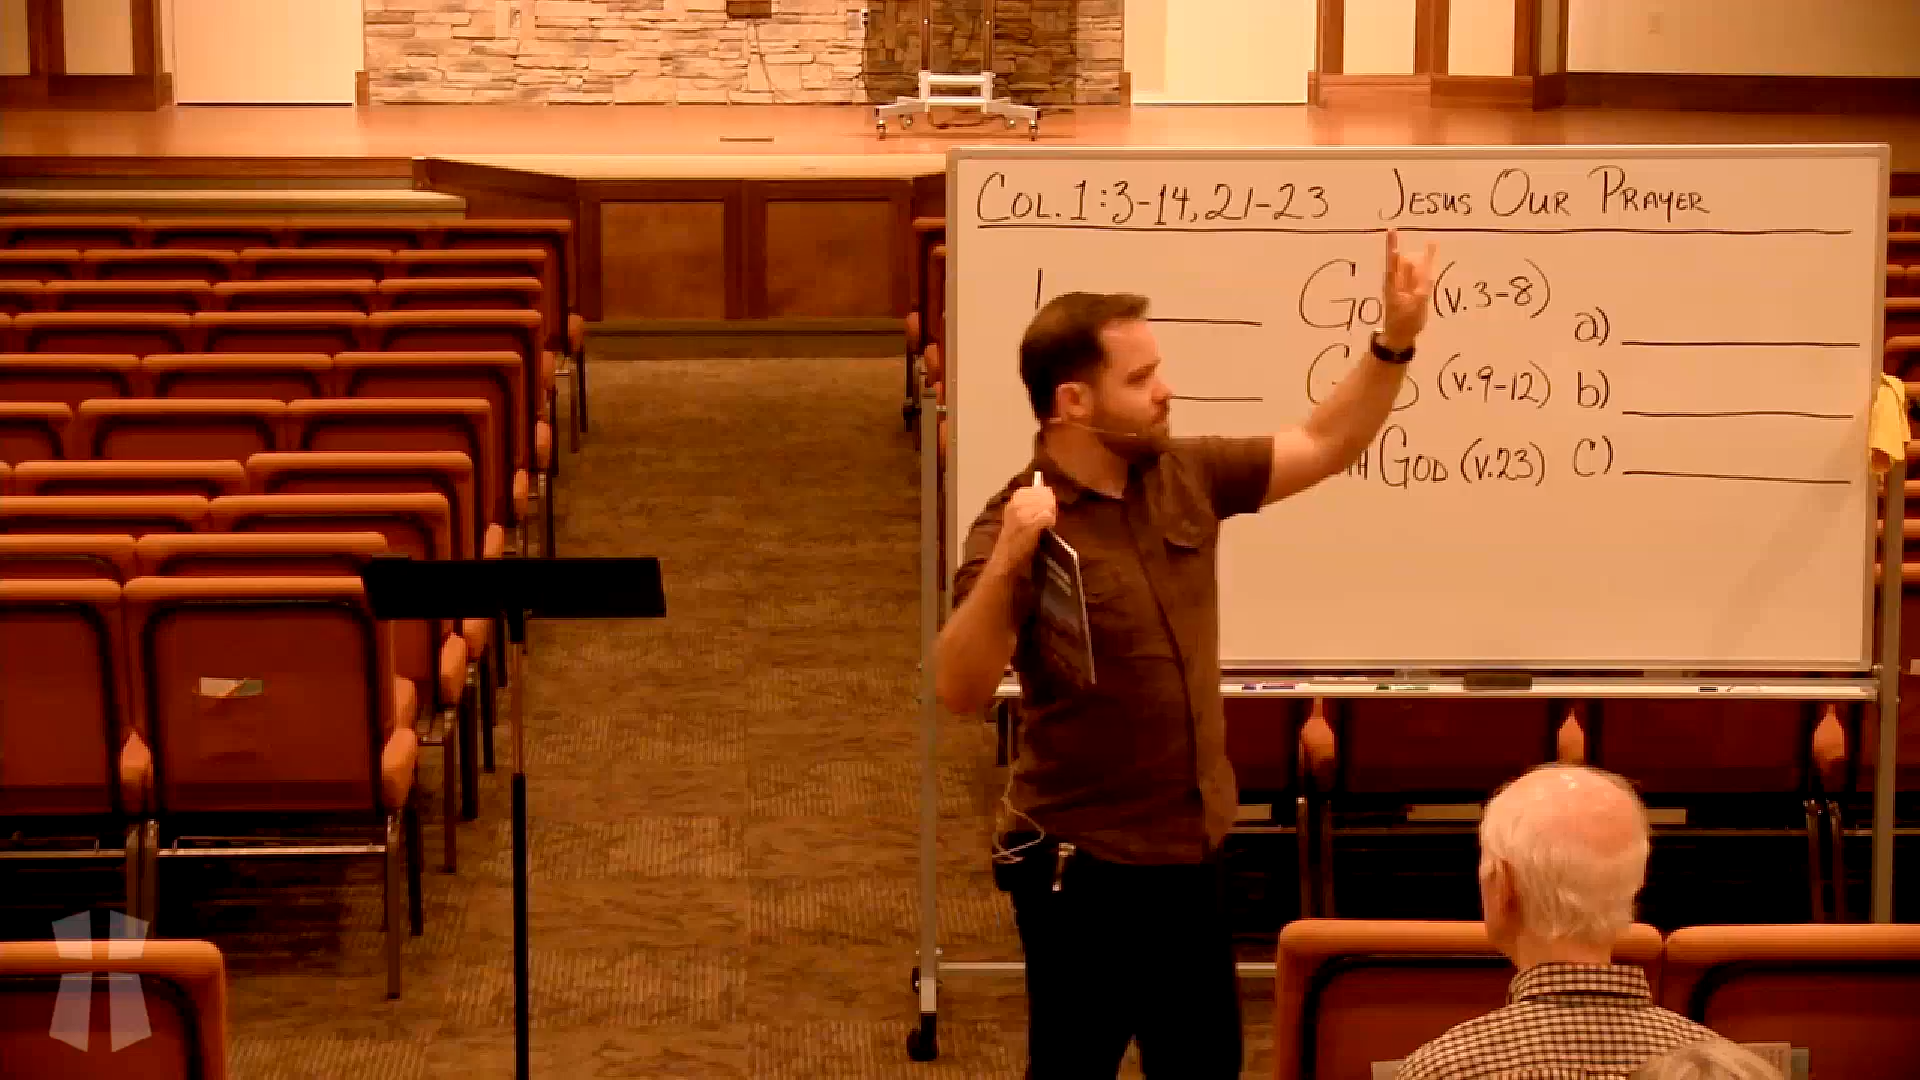 COL. 1:3-14, 21-23 JESUS OUR PRAYER
(v.3-8) a)
(v.9-12) b)
GOD (v.23) c)